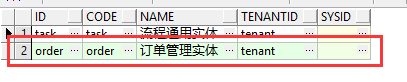 ID CODE NAME TENANTID SYSID
1 task ... task ... 流程通用实体 ... tenant ... ...
2 order ... order ... 订单管理实体 ... tenant ... ...